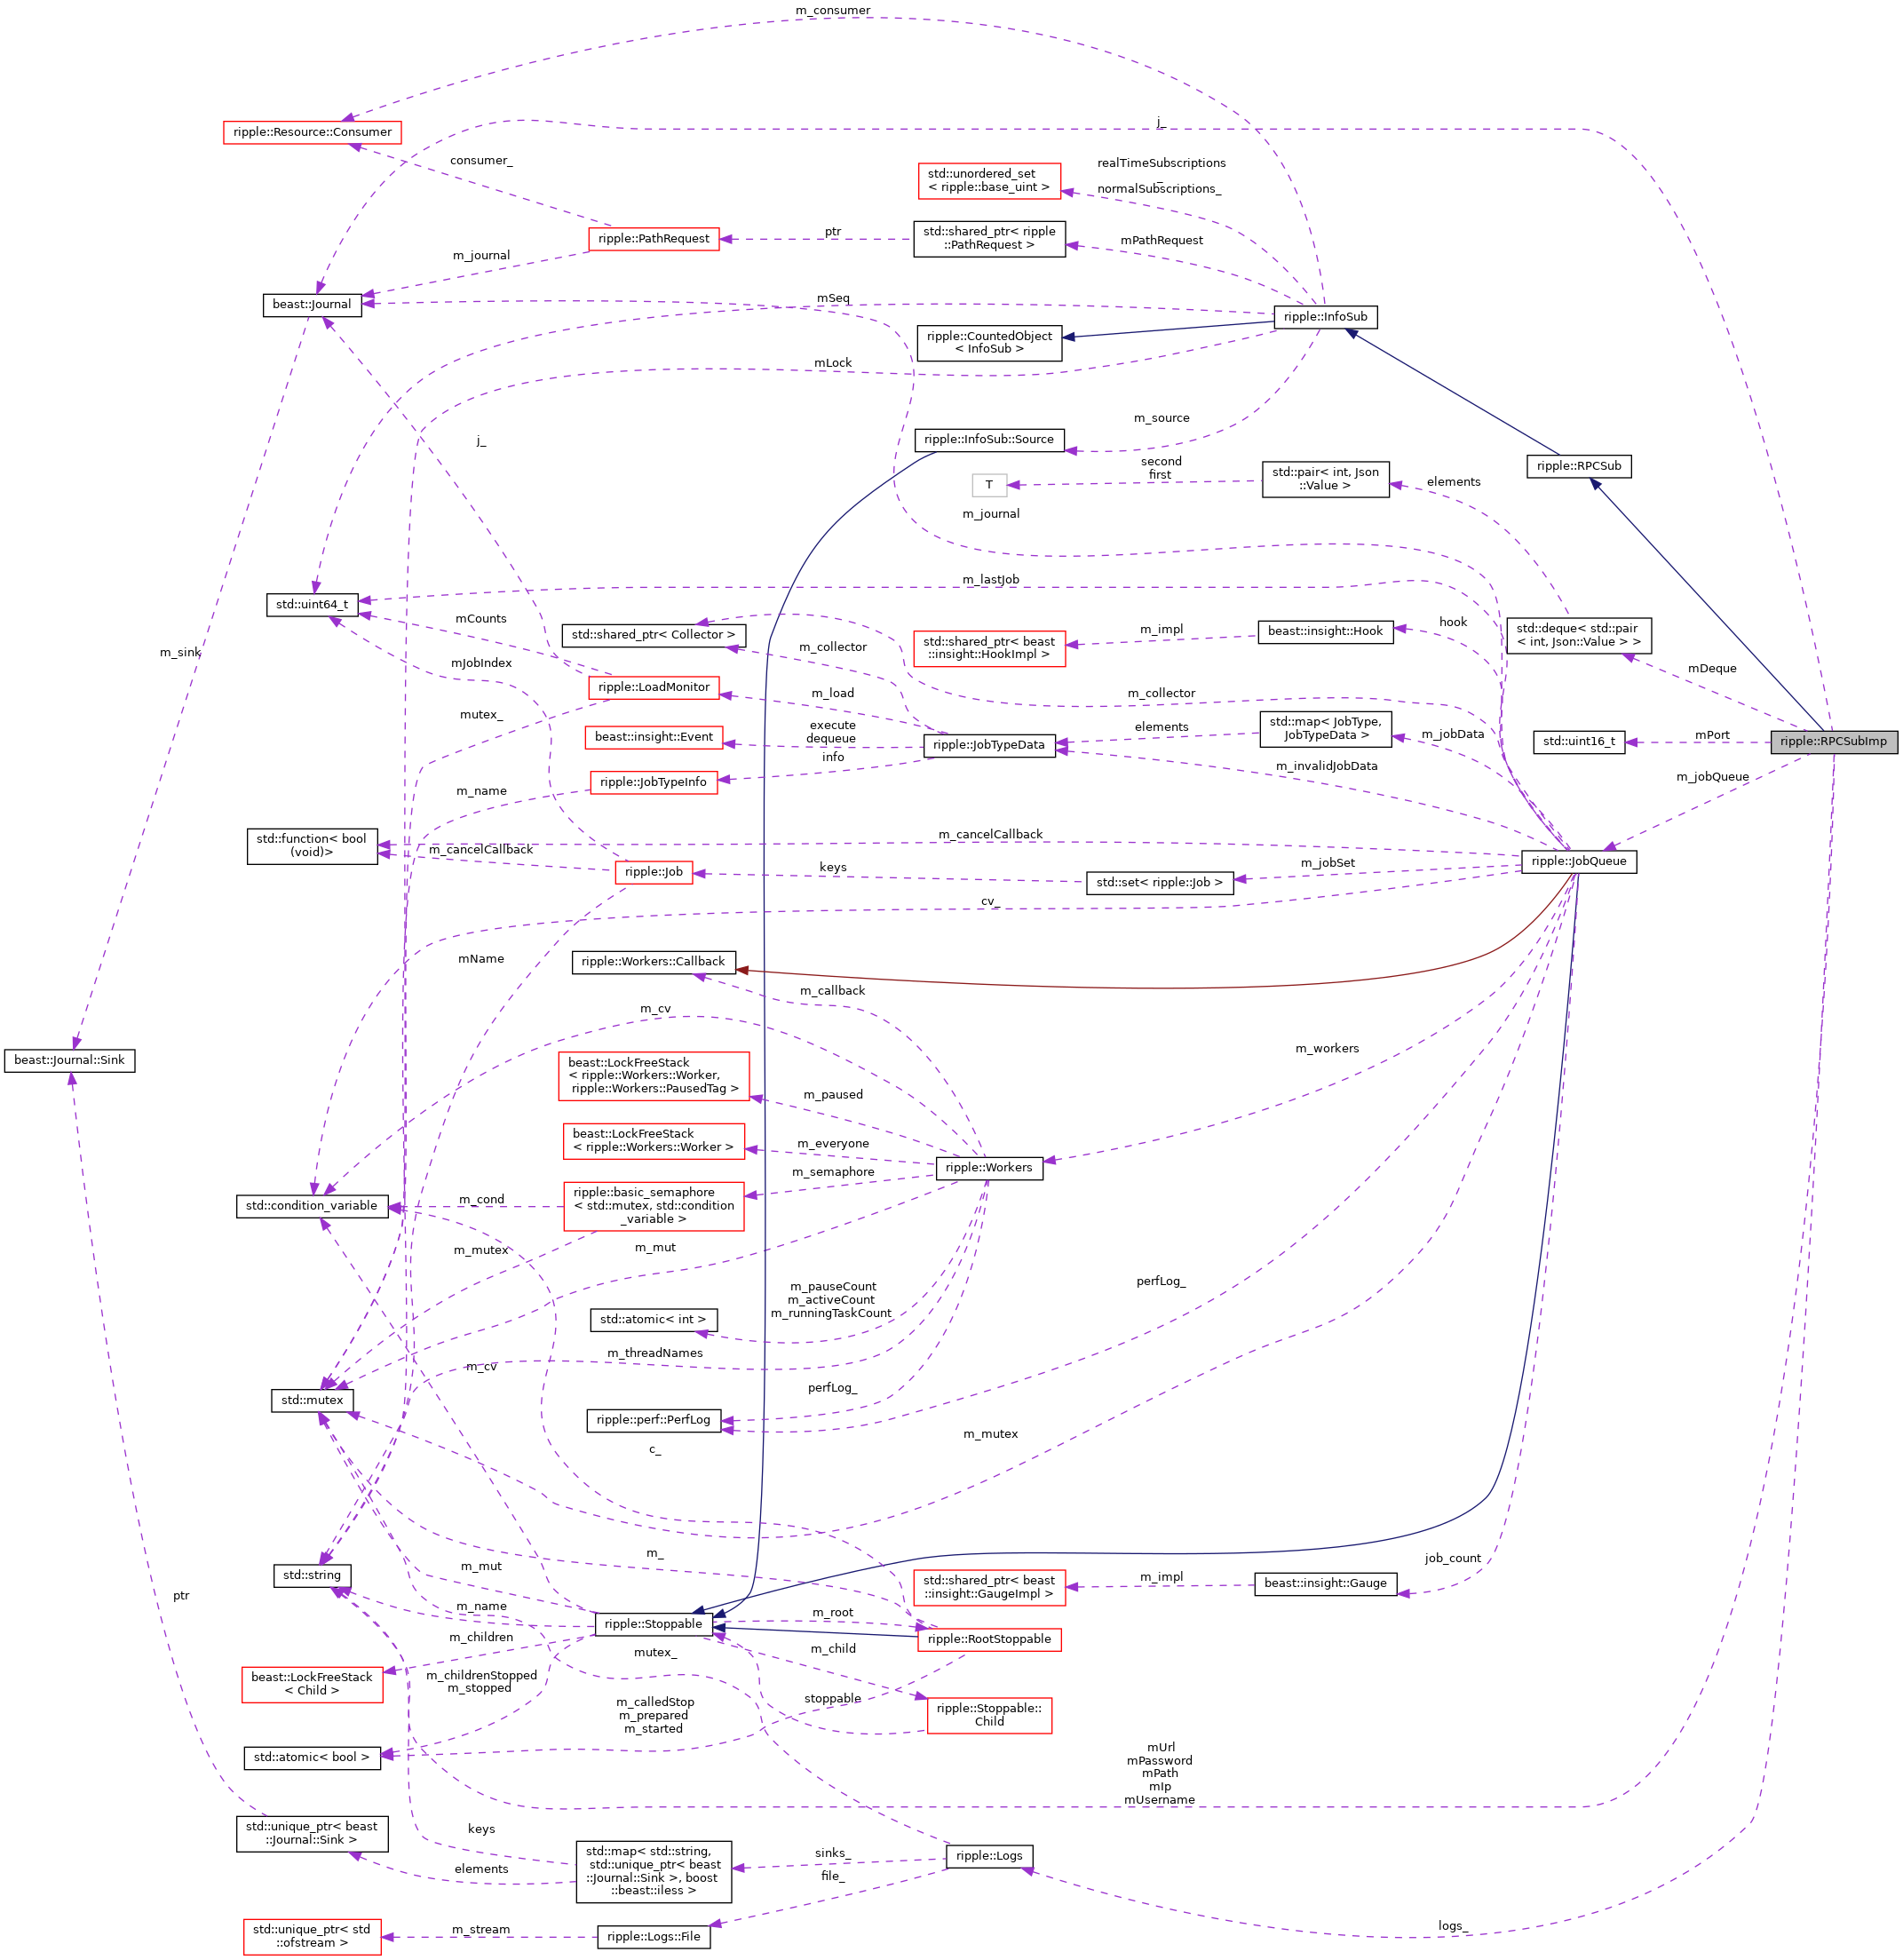 m_consumer
ripple::Resource::Consumer
j_
consumer_
realTimeSubscriptions
_
normalSubscriptions_
std::unordered_set
< ripple::base_uint >
ripple::PathRequest
ptr
std::shared_ptr< ripple
::PathRequest >
mPathRequest
m_journal
beast::Journal
mSeq
ripple::InfoSub
ripple::CountedObject
< InfoSub >
mLock
m_source
j_
ripple::InfoSub::Source
second
first
T
std::pair< int, Json
::Value >
elements
ripple::RPCSub
m_journal
m_lastJob
std::uint64_t
mCounts
std::shared_ptr< Collector >
m_collector
std::shared_ptr< beast
::insight::HookImpl >
m_impl
beast::insight::Hook
hook
std::deque< std::pair
< int, Json::Value > >
m_sink
mJobIndex
ripple::LoadMonitor
m_load
m_collector
mDeque
mutex_
beast::insight::Event
execute
dequeue
ripple::JobTypeData
elements
std::map< JobType,
JobTypeData >
m_jobData
std::uint16_t
mPort
ripple::RPCSubImp
info
m_invalidJobData
m_jobQueue
m_name
ripple::JobTypeInfo
std::function< bool
(void)>
m_cancelCallback
m_cancelCallback
ripple::Job
keys
std::set< ripple::Job >
m_jobSet
ripple::JobQueue
cv_
mName
ripple::Workers::Callback
m_callback
m_cv
beast::Journal::Sink
beast::LockFreeStack
< ripple::Workers::Worker,
ripple::Workers::PausedTag >
m_paused
m_workers
beast::LockFreeStack
< ripple::Workers::Worker >
m_everyone
m_semaphore
ripple::Workers
std::condition_variable
m_cond
ripple::basic_semaphore
< std::mutex, std::condition
_variable >
m_mutex
m_mut
perfLog_
m_pauseCount
m_activeCount
m_runningTaskCount
std::atomic< int >
m_threadNames
m_cv
perfLog_
std::mutex
ripple::perf::PerfLog
c_
m_mutex
m_
job_count
std::string
m_mut
std::shared_ptr< beast
::insight::GaugeImpl >
m_impl
beast::insight::Gauge
ptr
m_name
ripple::Stoppable
m_root
ripple::RootStoppable
m_children
mutex_
m_child
beast::LockFreeStack
< Child >
m_childrenStopped
m_stopped
m_calledStop
m_prepared
m_started
stoppable
ripple::Stoppable::
Child
std::atomic< bool >
mUrl
mPassword
mPath
mIp
mUsername
std::unique_ptr< beast
::Journal::Sink >
keys
elements
std::map< std::string,
std::unique_ptr< beast
::Journal::Sink >, boost
::beast::iless >
sinks_
file_
ripple::Logs
std::unique_ptr< std
::ofstream >
m_stream
ripple::Logs::File
logs_